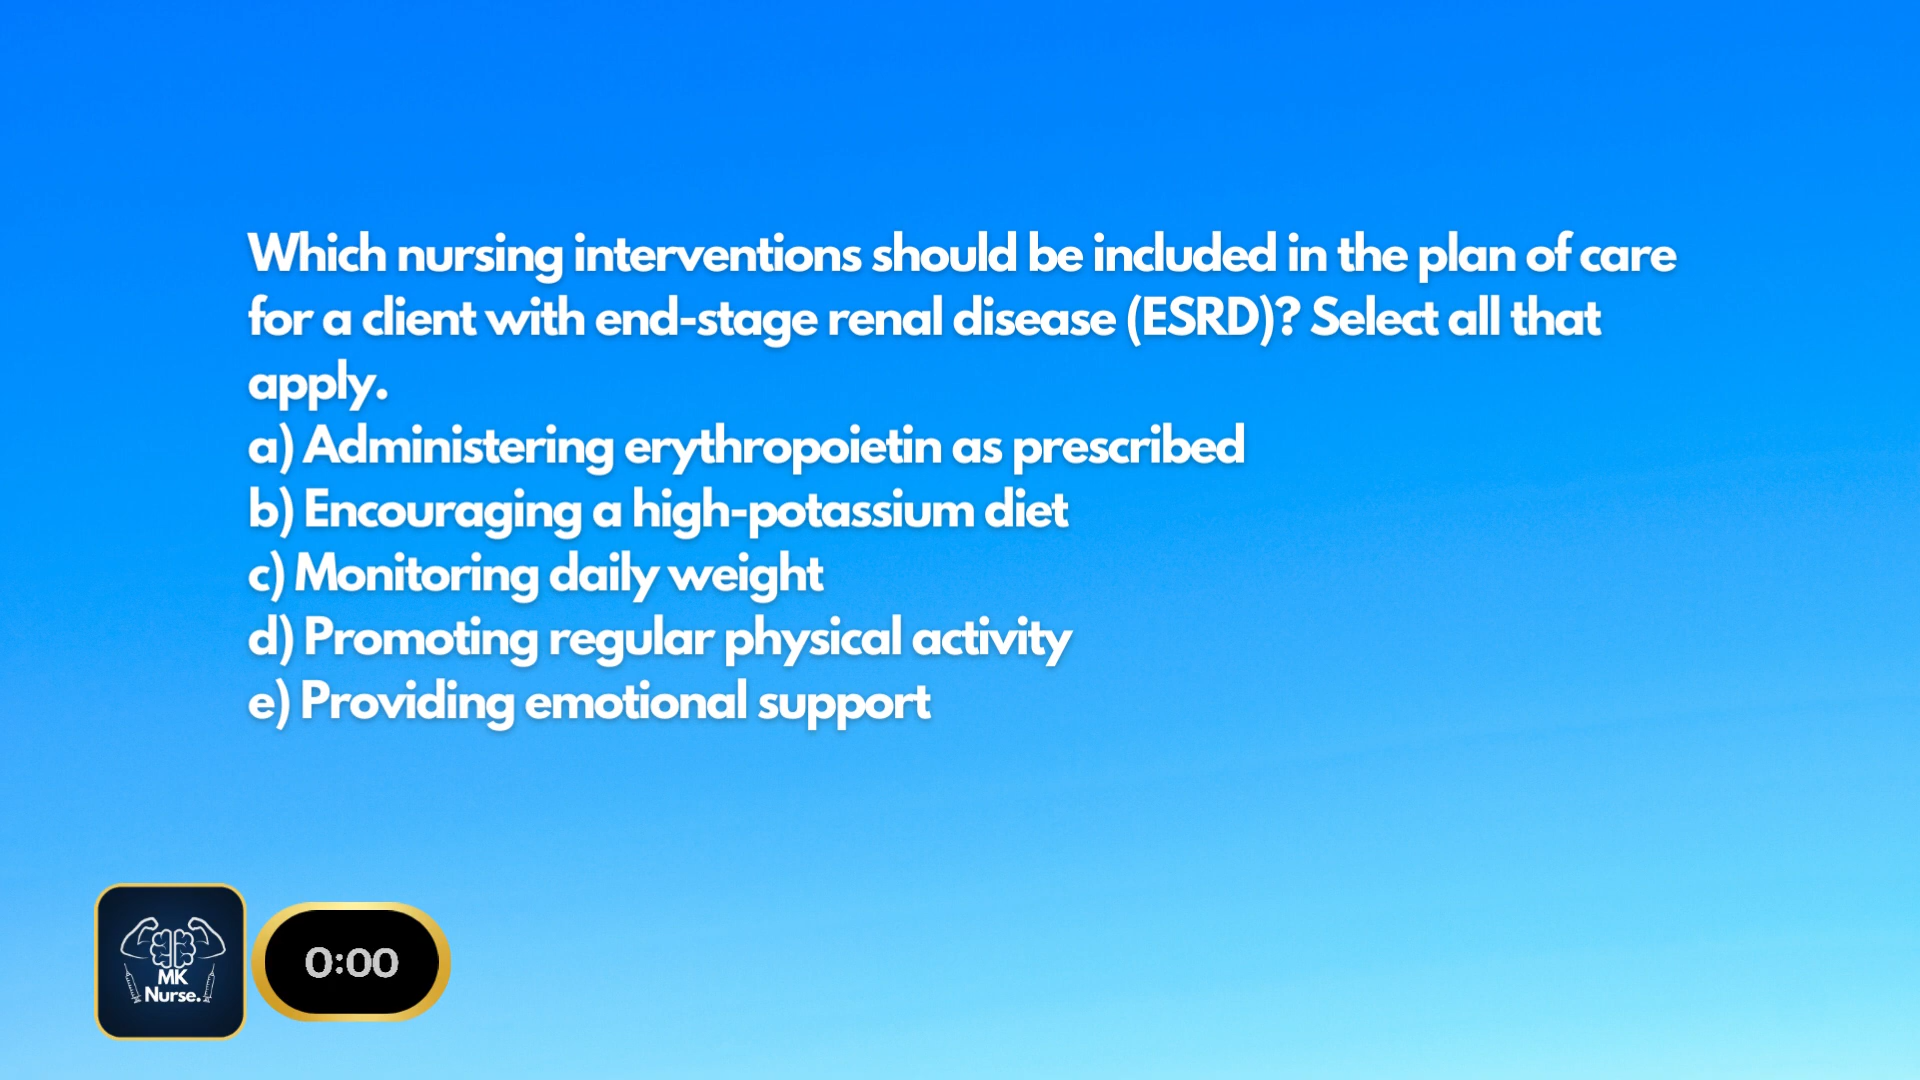 Which nursing interventions should be included in the plan of care
for a client with end-stage renal disease (ESRD)? Select all that
apply.
a) Administering erythropoietin as prescribed
b) Encouraging a high-potassium diet
c) Monitoring daily weight
d) Promoting regular physical activity
e) Providing emotional support
MK
Nurse.
0:00